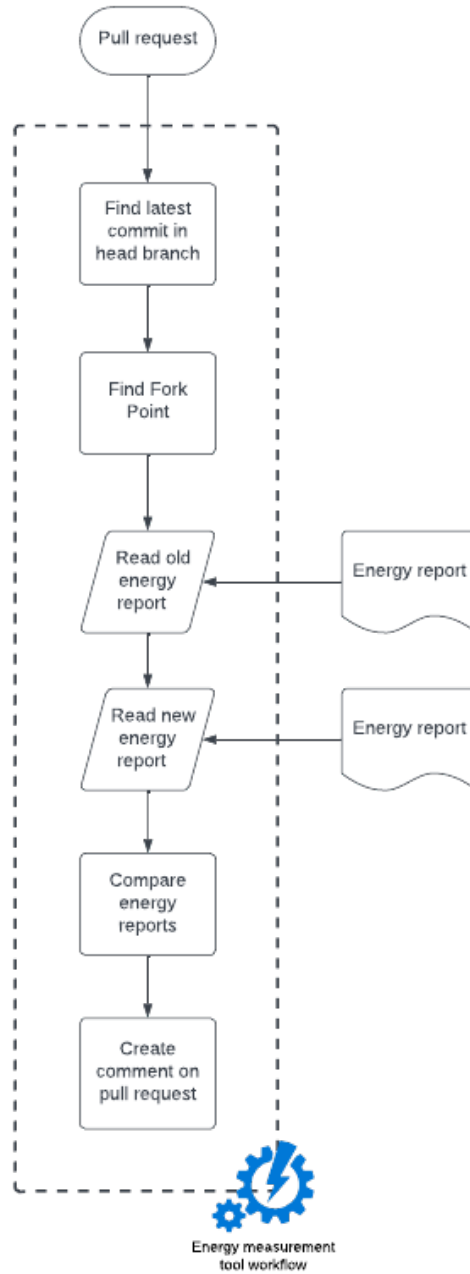 Pull request
Find latest
commit in
head branch
Find Fork
Point
Read old
energy
report
Energy report
Read new
energy
report
Energy report
Compare
energy
reports
Create
comment on
pull request
Energy measurement
tool workflow